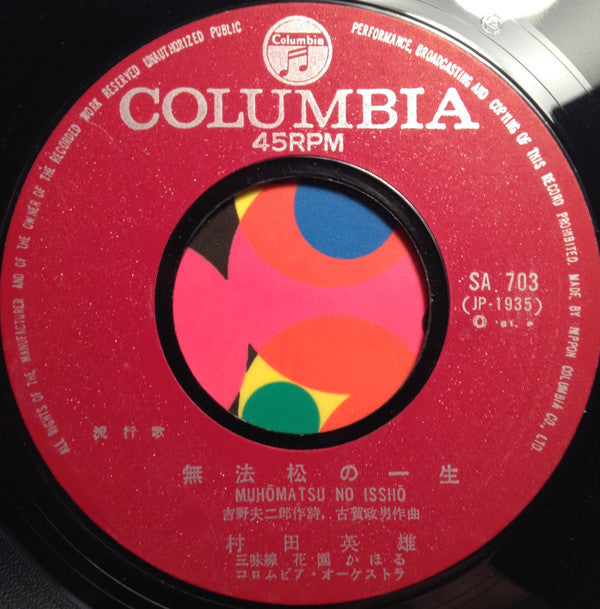 ALL RIGHTS OF THE MANUFACTURER AND OF THE OWNER OF THE RECORDED WORK RESERVED UNAUTHORIZED PUBLIC PERFORMANCE, BROADCASTING AND COPYING OF THIS RECORD PROHIBITED, MADE BY NIPPON COLUMBIA CO., LTD.
Columbia
COLUMBIA
45RPM
SA. 703
(JP-1935)
流行歌
無法松の一生
MUHŌMATSU NO ISSHŌ
吉野夫二郎作詩, 古賀政男作曲
村田英雄
三味線 花園かほる
コロムビア・オーケストラ